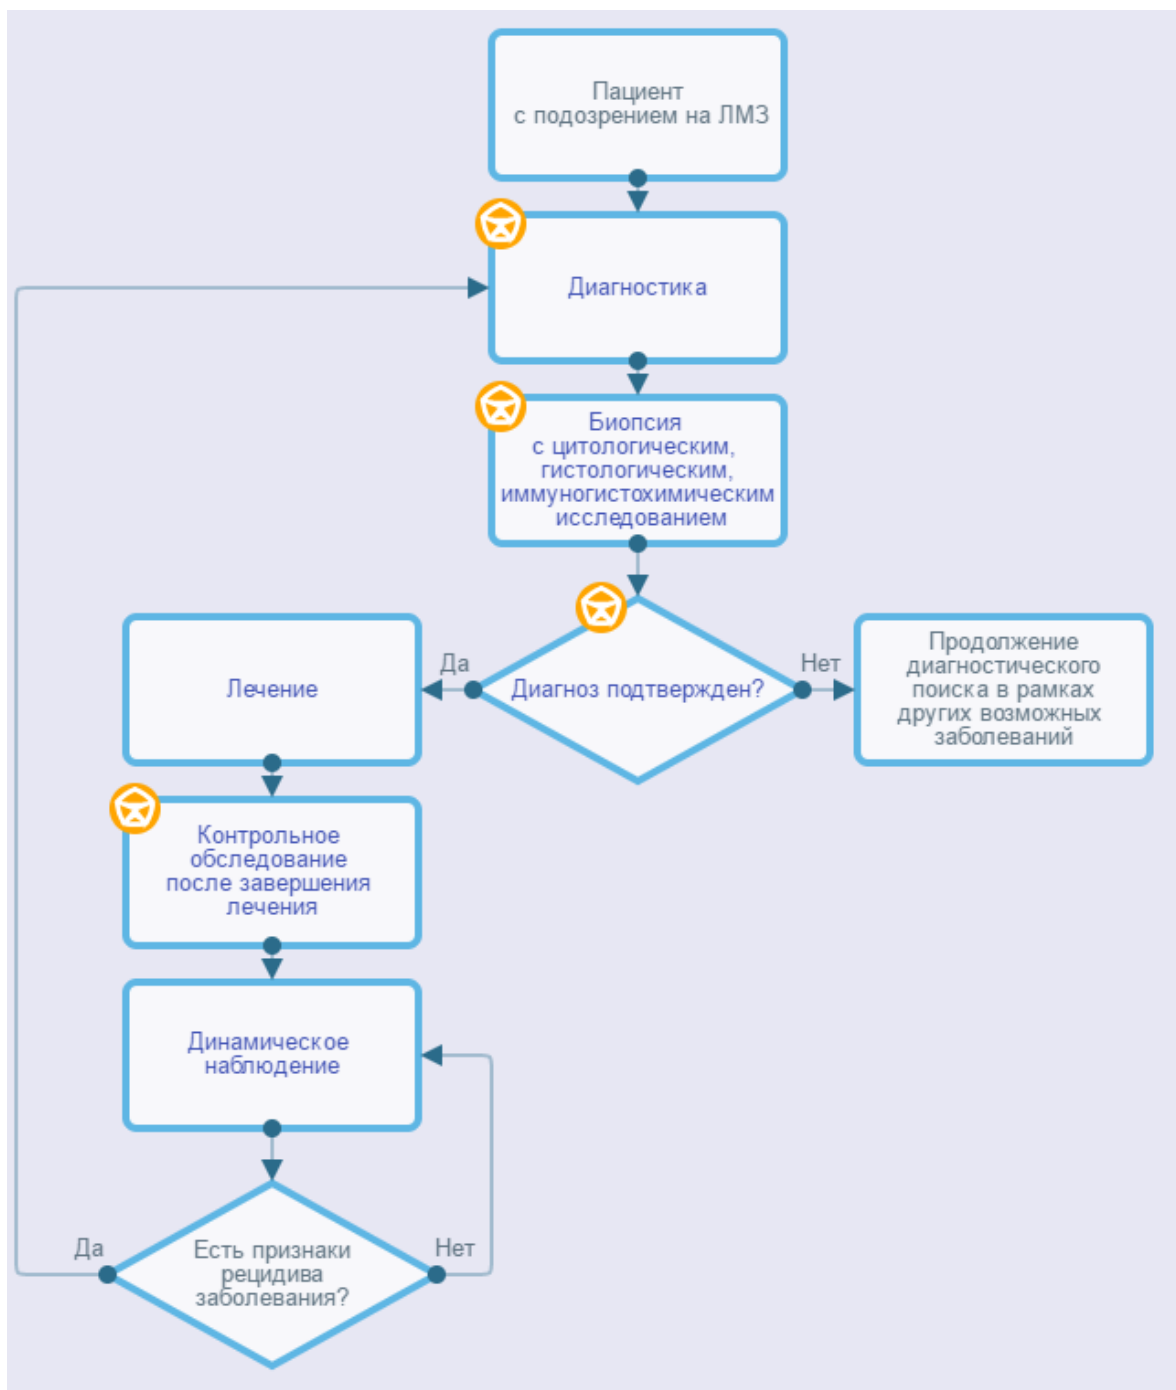 Пациент
с подозрением на ЛМЗ
Диагностика
Биопсия
с цитологическим,
гистологическим,
иммуногистохимическим
исследованием
Диагноз подтвержден?
Да
Нет
Лечение
Продолжение
диагностического
поиска в рамках
других возможных
заболеваний
Контрольное
обследование
после завершения
лечения
Динамическое
наблюдение
Есть признаки
рецидива
заболевания?
Да
Нет